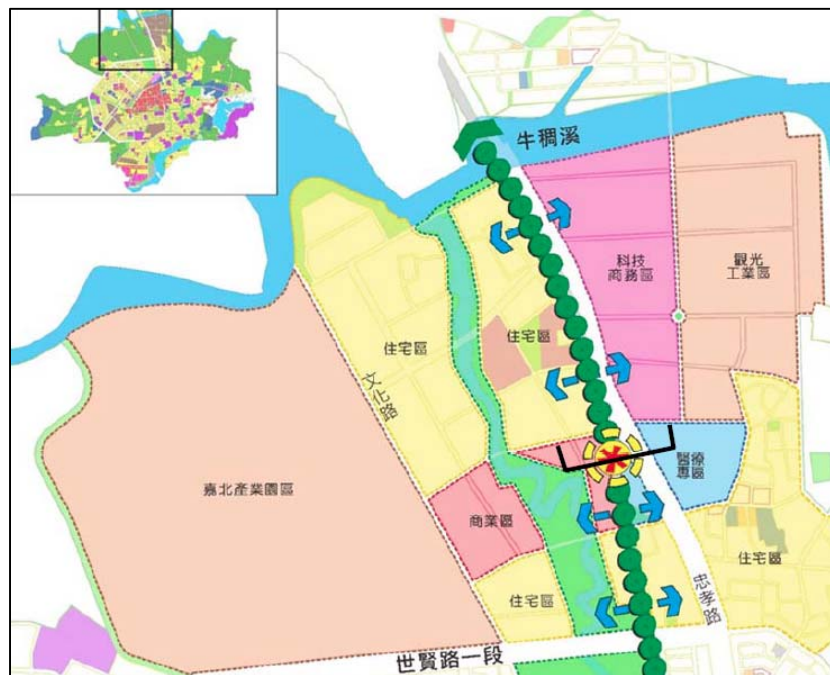 牛稠溪
科技
商務區
觀光
工業區
住宅區
住宅區
文化路
嘉北產業園區
醫療
專區
商業區
住宅區
住宅區
忠孝路
世賢路一段